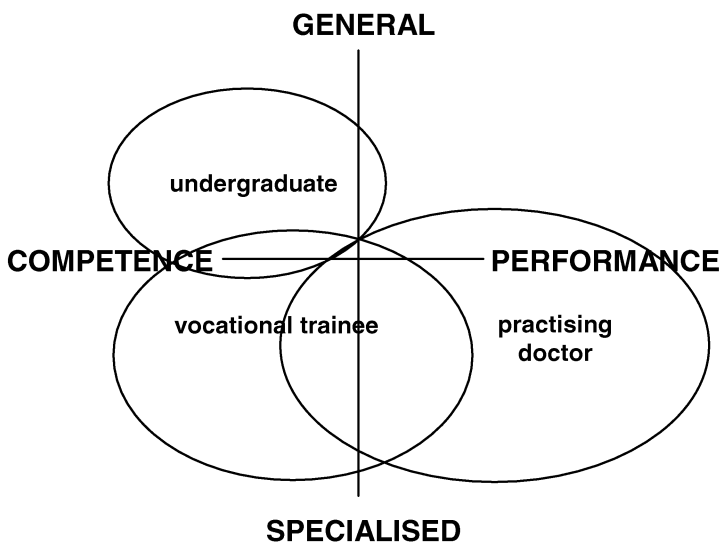 GENERAL
undergraduate
COMPETENCE
PERFORMANCE
vocational trainee
practising
doctor
SPECIALISED